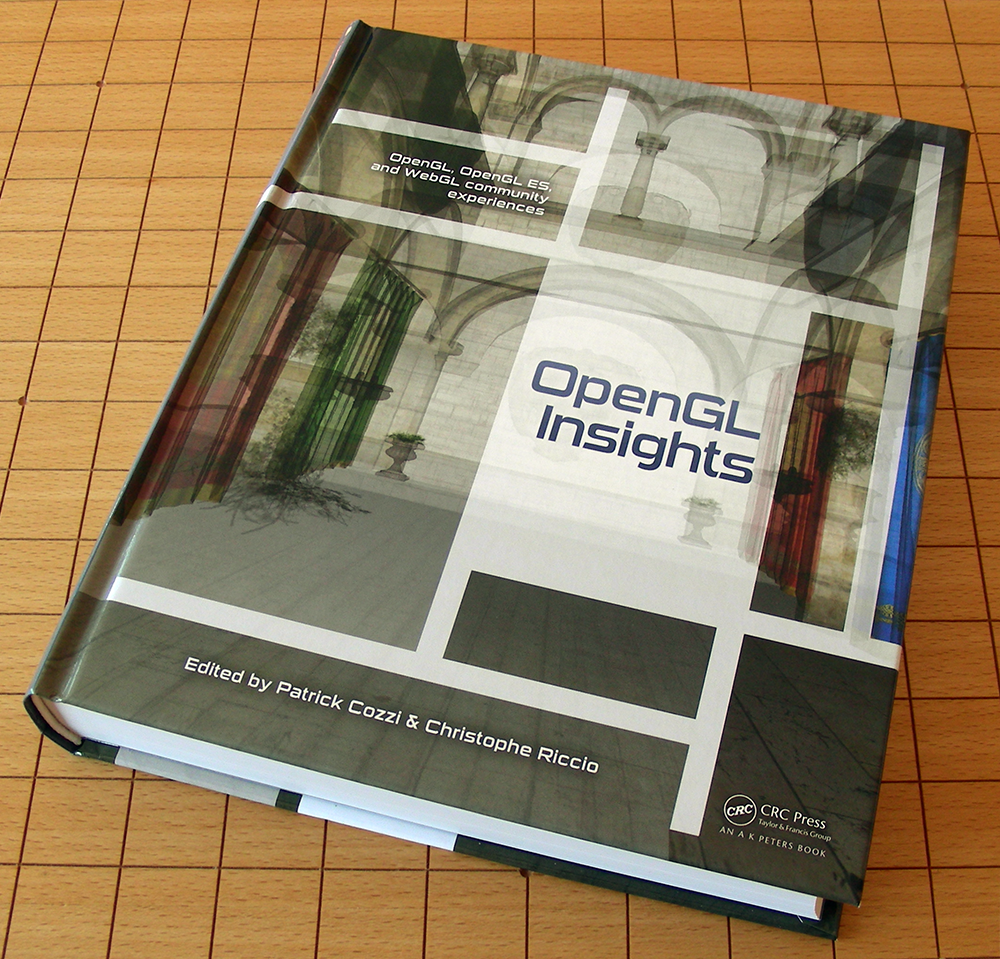 OpenGL, OpenGL ES,
and WebGL community
experiences
OpenGL
Insights
Edited by Patrick Cozzi & Christophe Riccio
CRC
CRC Press
Taylor & Francis Group
AN A K PETERS BOOK